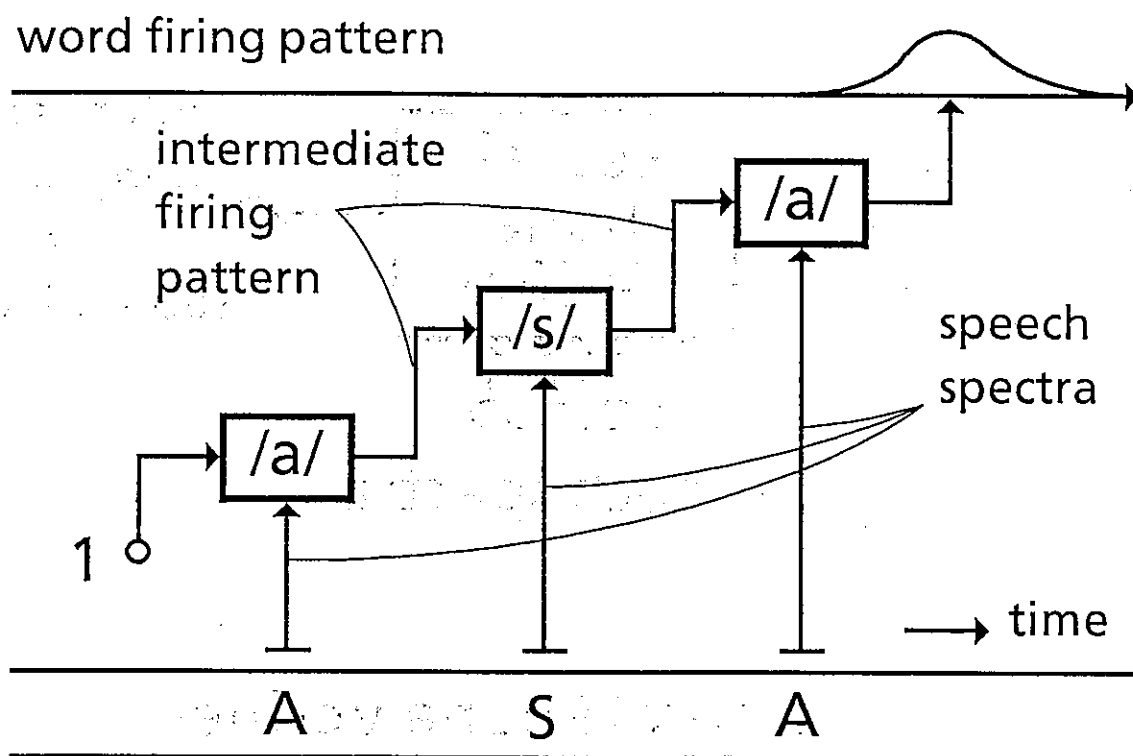 word firing pattern
intermediate
firing
pattern
/a/
/s/
speech
spectra
/a/
1
time
A S A